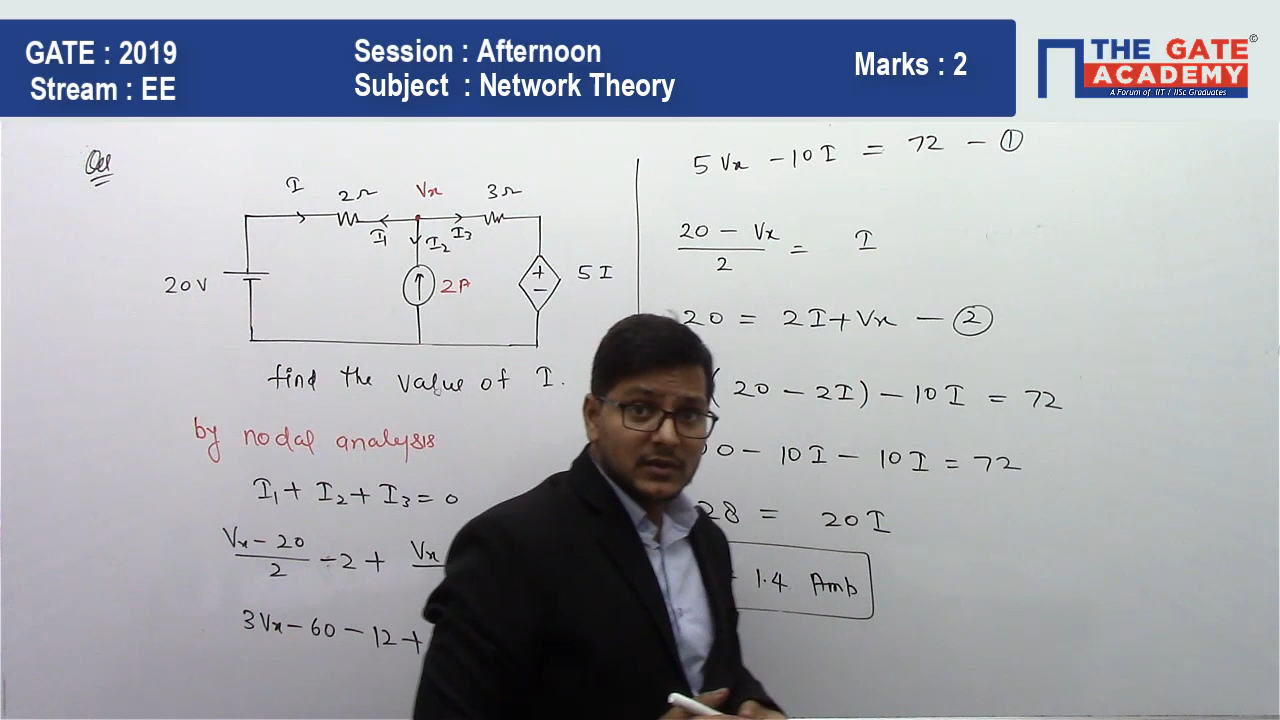 GATE : 2019
Stream : EE
Session : Afternoon
Subject : Network Theory
Marks : 2
THE GATE
ACADEMY
A Forum of IIT / IISc Graduates
©
Qu
I
2Ω
Vx
3Ω
I₁
I₂
I₃
20V
2A
+
−
5I
find the value of I.
by nodal analysis
I₁ + I₂ + I₃ = 0
Vx − 20
2
− 2 +
Vx
3Vx − 60 − 12 +
5Vx − 10I = 72 − ①
20 − Vx
2
= I
20 = 2I + Vx − ②
(20 − 2I) − 10I = 72
0 − 10I − 10I = 72
28 = 20I
1.4 Amb